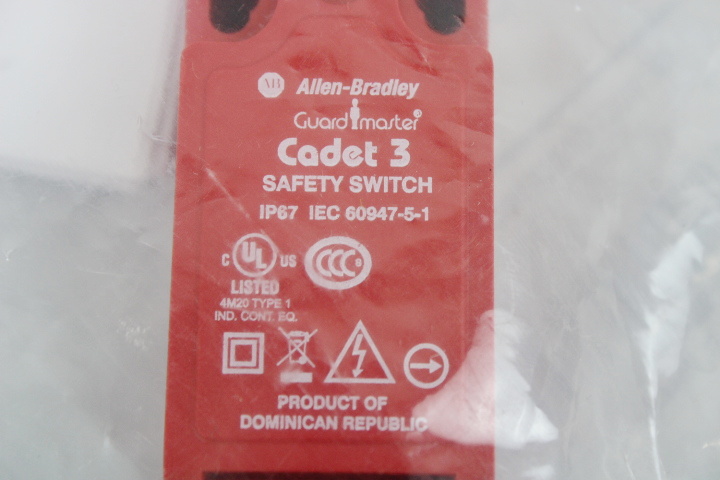 AB Allen-Bradley
Guardmaster®
Cadet 3
SAFETY SWITCH
IP67 IEC 60947-5-1
C UL US CCC
LISTED
4M20 TYPE 1
IND. CONT. EQ.
PRODUCT OF
DOMINICAN REPUBLIC